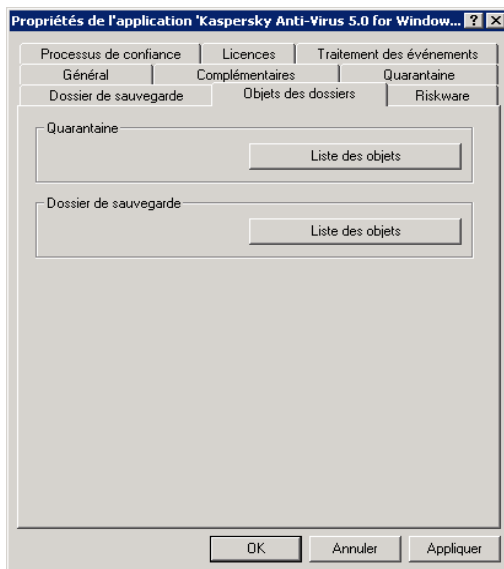 Propriétés de l'application 'Kaspersky Anti-Virus 5.0 for Window...
Processus de confiance Licences Traitement des événements
Général Complémentaires Quarantaine
Dossier de sauvegarde Objets des dossiers Riskware
Quarantaine
Liste des objets
Dossier de sauvegarde
Liste des objets
OK Annuler Appliquer